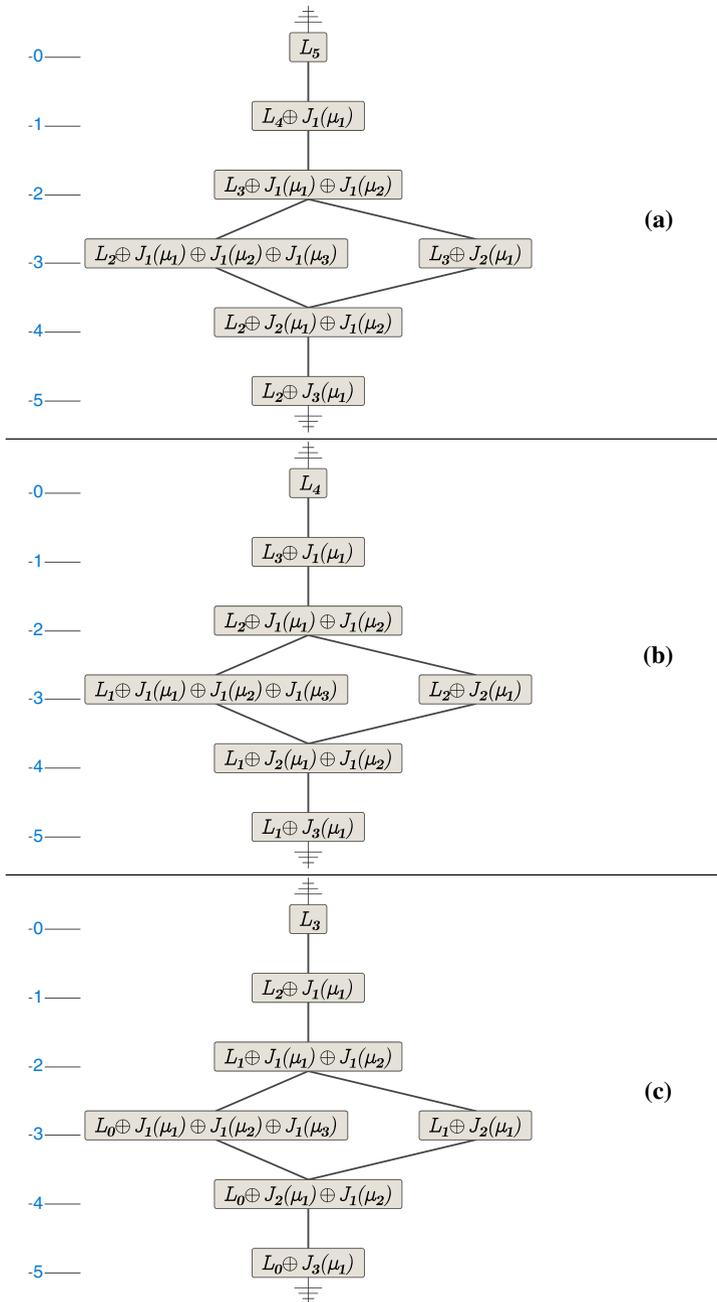 -0
L₅
-1
L₄⊕ J₁(μ₁)
-2
L₃⊕ J₁(μ₁) ⊕ J₁(μ₂)
(a)
-3
L₂⊕ J₁(μ₁) ⊕ J₁(μ₂) ⊕ J₁(μ₃)
L₃⊕ J₂(μ₁)
-4
L₂⊕ J₂(μ₁) ⊕ J₁(μ₂)
-5
L₂⊕ J₃(μ₁)
-0
L₄
-1
L₃⊕ J₁(μ₁)
-2
L₂⊕ J₁(μ₁) ⊕ J₁(μ₂)
(b)
-3
L₁⊕ J₁(μ₁) ⊕ J₁(μ₂) ⊕ J₁(μ₃)
L₂⊕ J₂(μ₁)
-4
L₁⊕ J₂(μ₁) ⊕ J₁(μ₂)
-5
L₁⊕ J₃(μ₁)
-0
L₃
-1
L₂⊕ J₁(μ₁)
-2
L₁⊕ J₁(μ₁) ⊕ J₁(μ₂)
(c)
-3
L₀⊕ J₁(μ₁) ⊕ J₁(μ₂) ⊕ J₁(μ₃)
L₁⊕ J₂(μ₁)
-4
L₀⊕ J₂(μ₁) ⊕ J₁(μ₂)
-5
L₀⊕ J₃(μ₁)